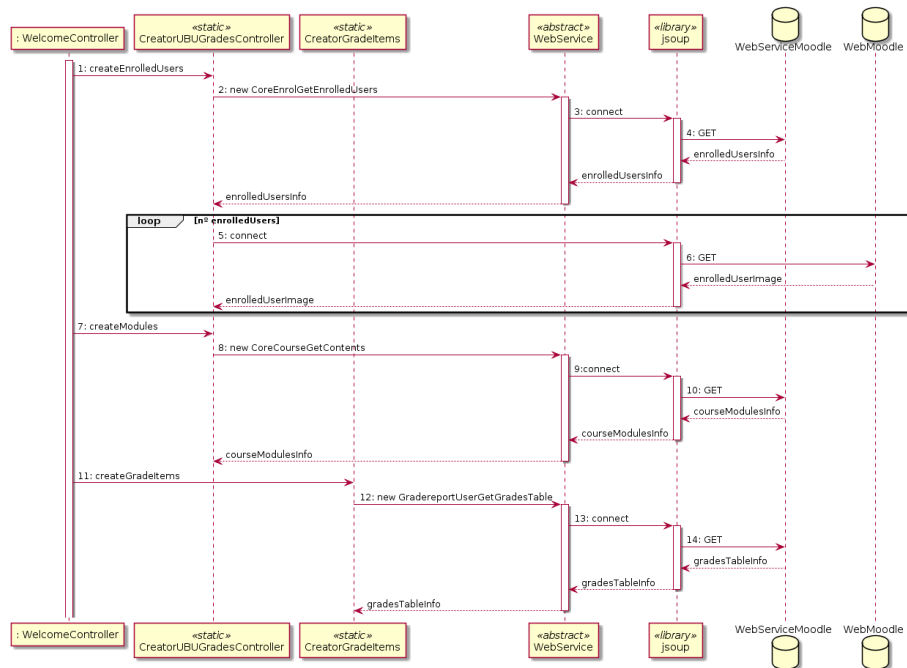 : WelcomeController
«static»
CreatorUBUGradesController
«static»
CreatorGradeItems
«abstract»
WebService
«library»
jsoup
WebServiceMoodle
WebMoodle
1: createEnrolledUsers
2: new CoreEnrolGetEnrolledUsers
3: connect
4: GET
enrolledUsersInfo
enrolledUsersInfo
enrolledUsersInfo
loop
[nº enrolledUsers]
5: connect
6: GET
enrolledUserImage
enrolledUserImage
7: createModules
8: new CoreCourseGetContents
9:connect
10: GET
courseModulesInfo
courseModulesInfo
courseModulesInfo
11: createGradeItems
12: new GradereportUserGetGradesTable
13: connect
14: GET
gradesTableInfo
gradesTableInfo
gradesTableInfo
: WelcomeController
«static»
CreatorUBUGradesController
«static»
CreatorGradeItems
«abstract»
WebService
«library»
jsoup
WebServiceMoodle
WebMoodle